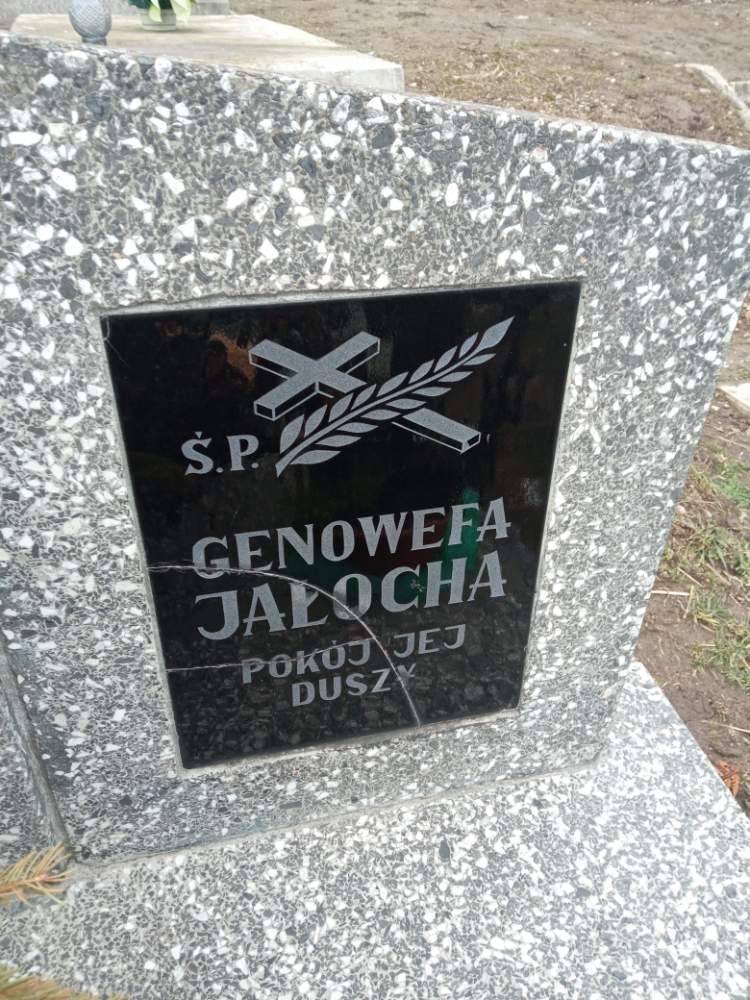 Ś.P.
GENOWEFA
JAŁOCHA
POKÓJ JEJ
DUSZY